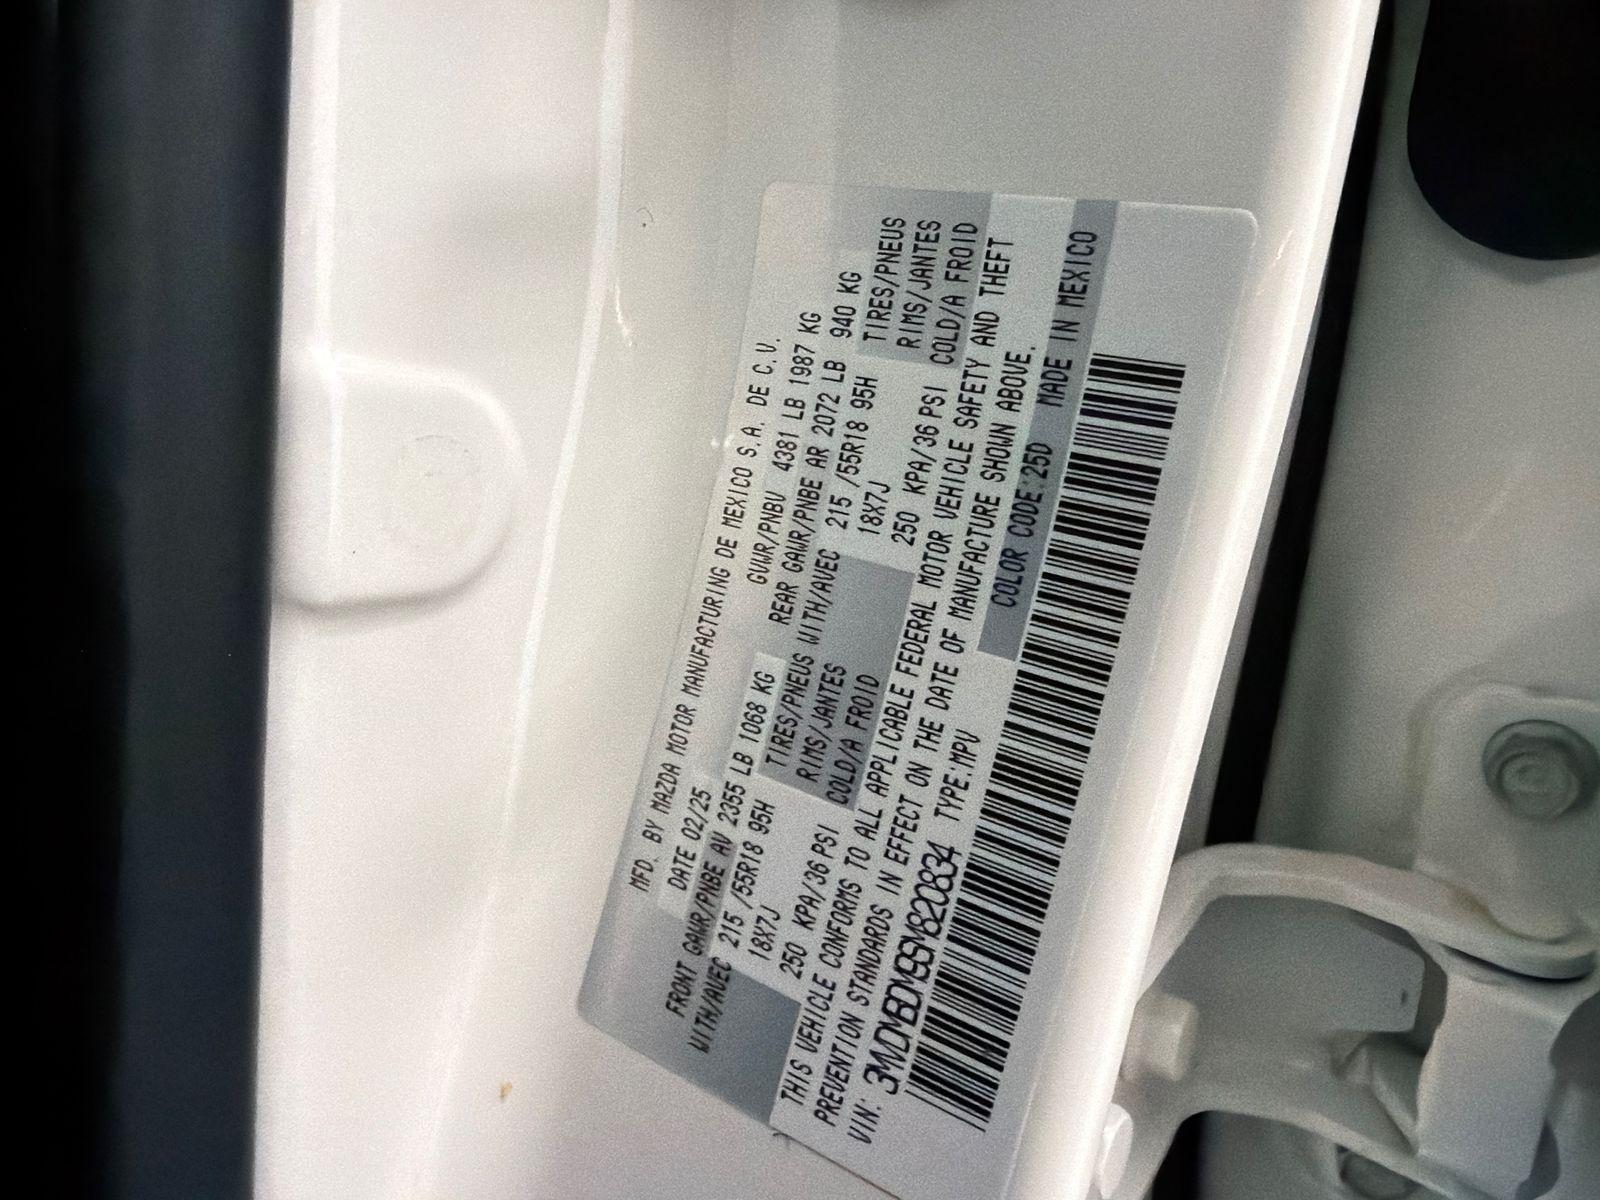 MFD. BY MAZDA MOTOR MANUFACTURING DE MEXICO S.A. DE C.V.
DATE 02/25 GVWR/PNBV 4381 LB 1987 KG
FRONT GAWR/PNBE AV 2355 LB 1068 KG REAR GAWR/PNBE AR 2072 LB 940 KG
WITH/AVEC 215 /55R18 95H TIRES/PNEUS WITH/AVEC 215 /55R18 95H TIRES/PNEUS
18X7J RIMS/JANTES 18X7J RIMS/JANTES
250 KPA/36 PSI COLD/A FROID 250 KPA/36 PSI COLD/A FROID
THIS VEHICLE CONFORMS TO ALL APPLICABLE FEDERAL MOTOR VEHICLE SAFETY AND THEFT
PREVENTION STANDARDS IN EFFECT ON THE DATE OF MANUFACTURE SHOWN ABOVE.
VIN: 3MVDMBDM9SM820834 TYPE:MPV COLOR CODE:25D MADE IN MEXICO